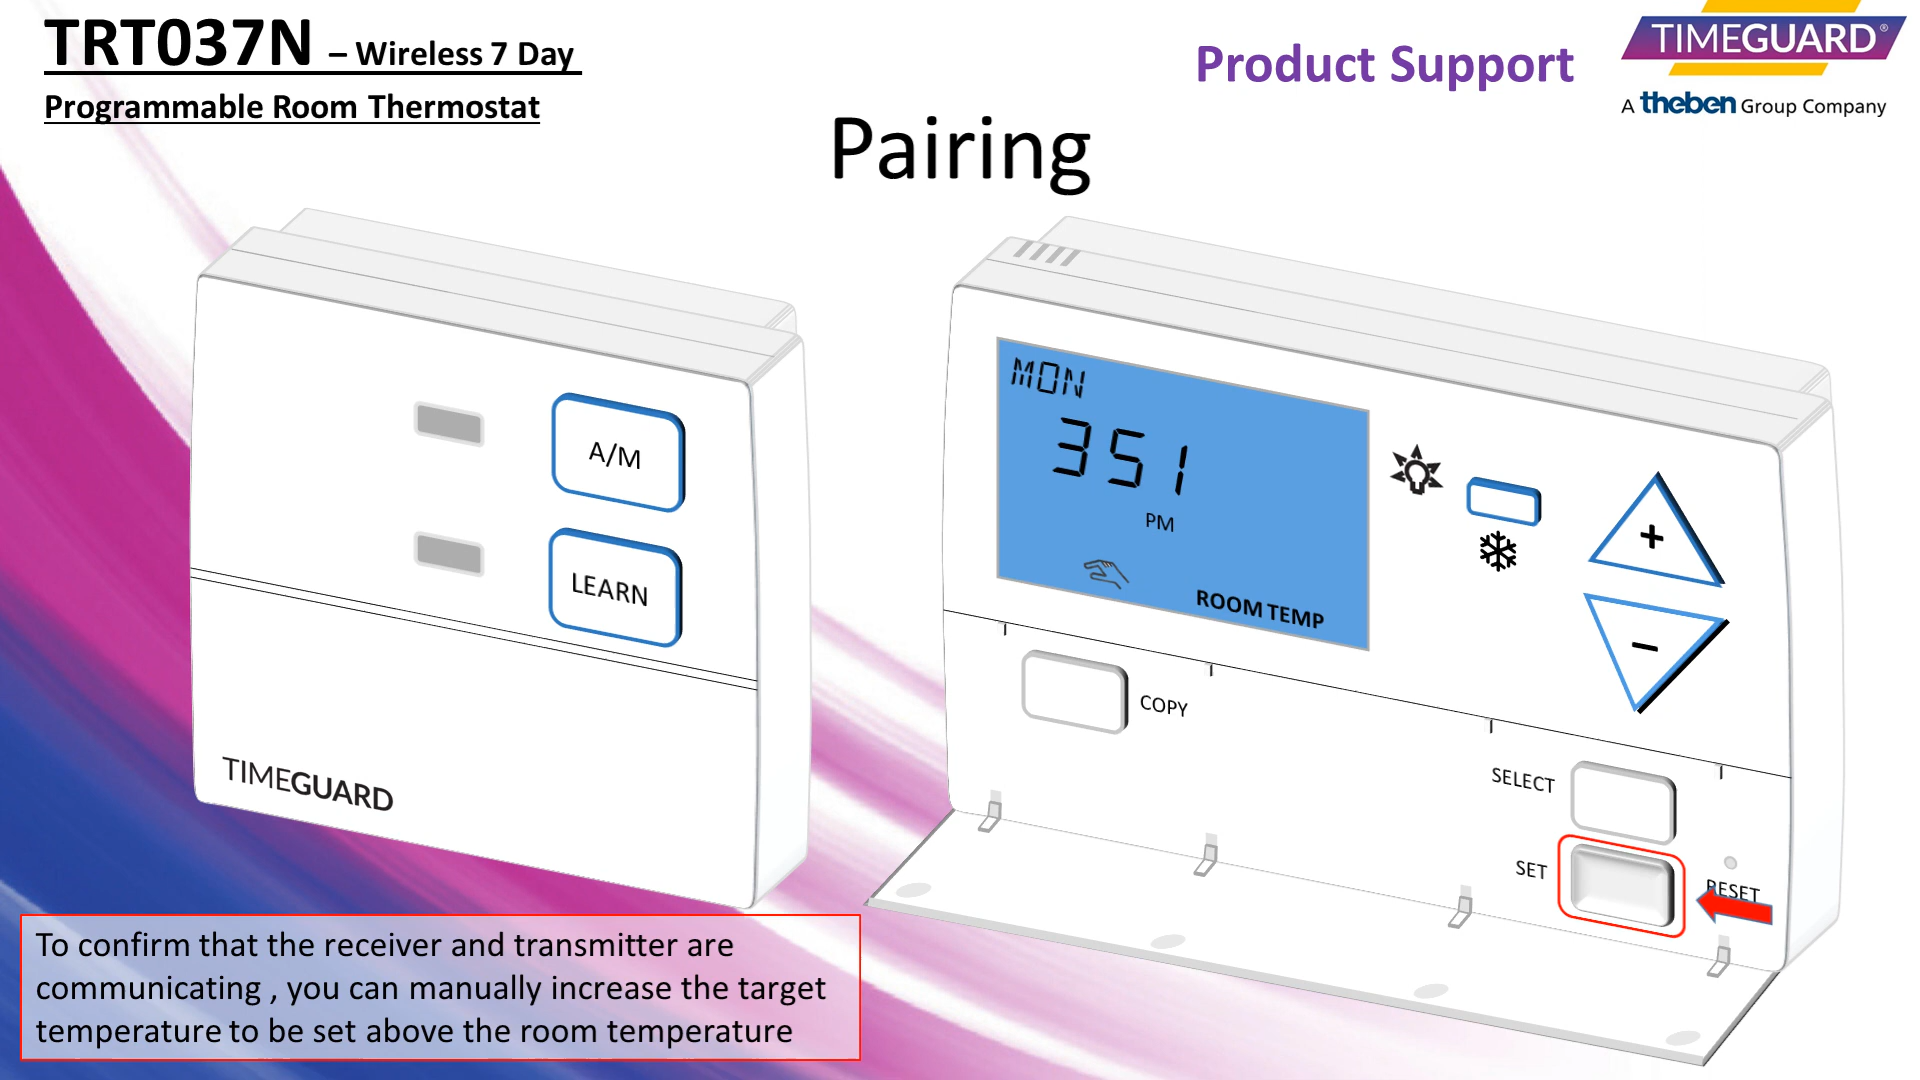 TRT037N – Wireless 7 Day
Programmable Room Thermostat
Product Support
TIMEGUARD®
A theben Group Company
Pairing
A/M
LEARN
TIMEGUARD
MON
351
PM
ROOM TEMP
+
−
COPY
SELECT
SET
RESET
To confirm that the receiver and transmitter are
communicating , you can manually increase the target
temperature to be set above the room temperature